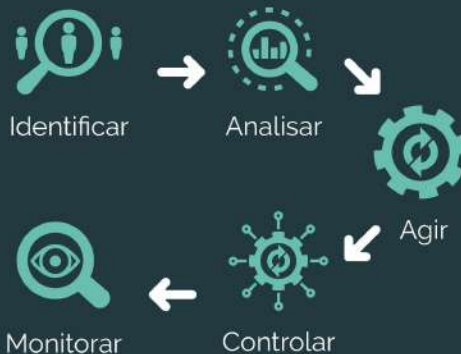 Identificar
Analisar
Agir
Controlar
Monitorar